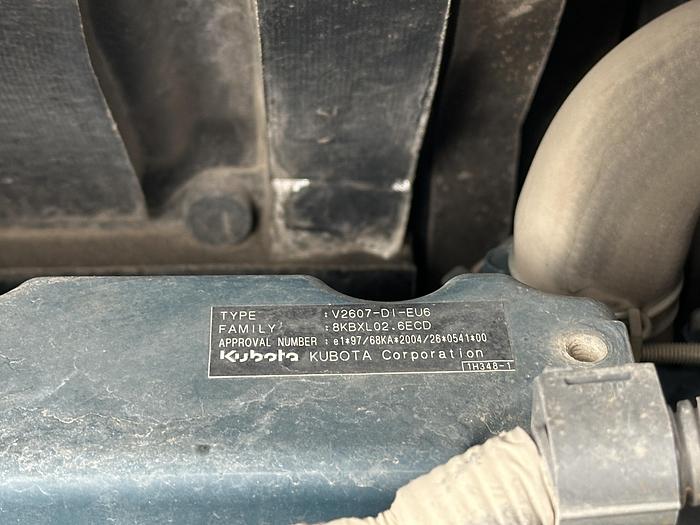 TYPE : V2607-DI-EU6
FAMILY : 8KBXL02.6ECD
APPROVAL NUMBER : e1*97/68KA*2004/26*0541*00
Kubota KUBOTA Corporation
1H348-1